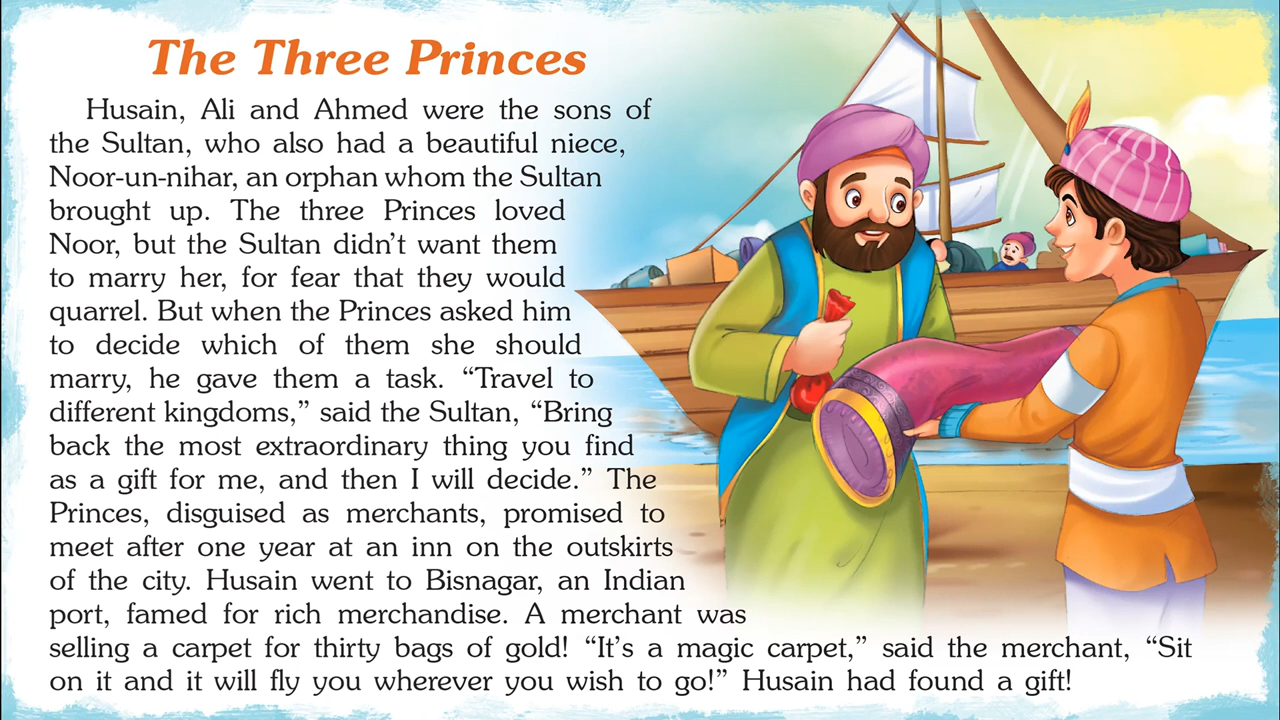 The Three Princes
Husain, Ali and Ahmed were the sons of
the Sultan, who also had a beautiful niece,
Noor-un-nihar, an orphan whom the Sultan
brought up. The three Princes loved
Noor, but the Sultan didn’t want them
to marry her, for fear that they would
quarrel. But when the Princes asked him
to decide which of them she should
marry, he gave them a task. “Travel to
different kingdoms,” said the Sultan, “Bring
back the most extraordinary thing you find
as a gift for me, and then I will decide.” The
Princes, disguised as merchants, promised to
meet after one year at an inn on the outskirts
of the city. Husain went to Bisnagar, an Indian
port, famed for rich merchandise. A merchant was
selling a carpet for thirty bags of gold! “It’s a magic carpet,” said the merchant, “Sit
on it and it will fly you wherever you wish to go!” Husain had found a gift!